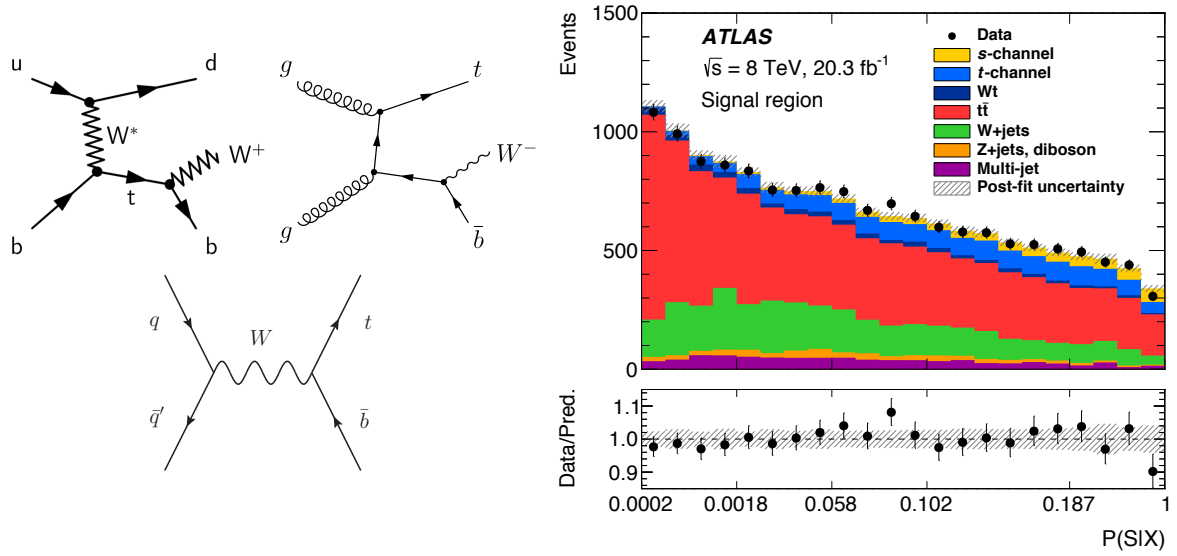 u
d
W*
W+
t
b
b
g
t
W−
g
b̄
q
W
t
q̄′
b̄
Events
1500
1000
500
0
ATLAS
√s = 8 TeV, 20.3 fb-1
Signal region
Data
s-channel
t-channel
Wt
tt̄
W+jets
Z+jets, diboson
Multi-jet
Post-fit uncertainty
Data/Pred.
1.1
1.0
0.9
0.0002 0.0018 0.058 0.102 0.187 1
P(S|X)